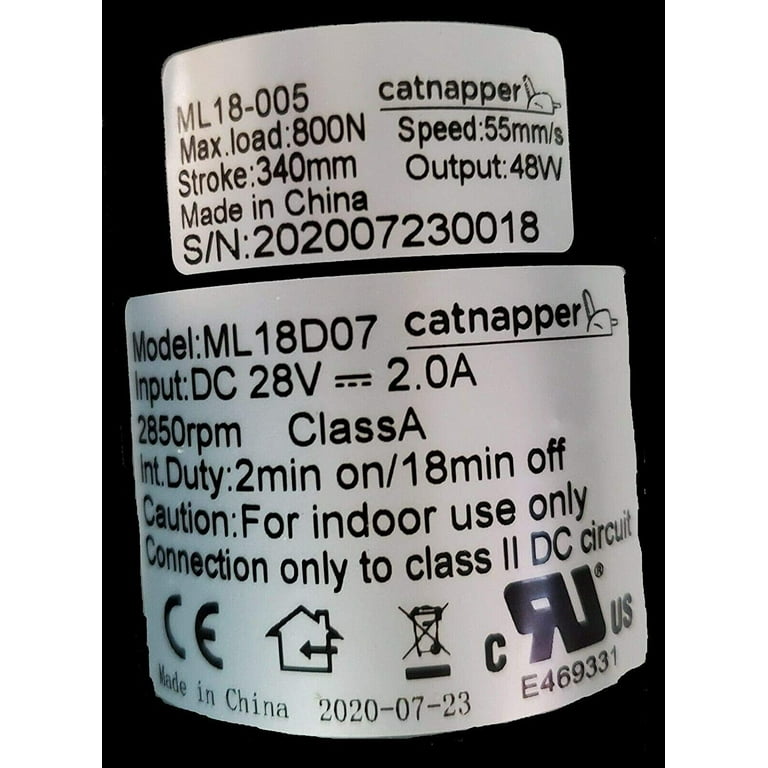 ML18-005 catnapper
Max.load:800N Speed:55mm/s
Stroke:340mm Output:48W
Made in China
S/N:202007230018
Model:ML18D07 catnapper
Input:DC 28V ⎓ 2.0A
2850rpm ClassA
Int.Duty:2min on/18min off
Caution:For indoor use only
Connection only to class II DC circuit
CE c RU ® US
E469331
Made in China 2020-07-23